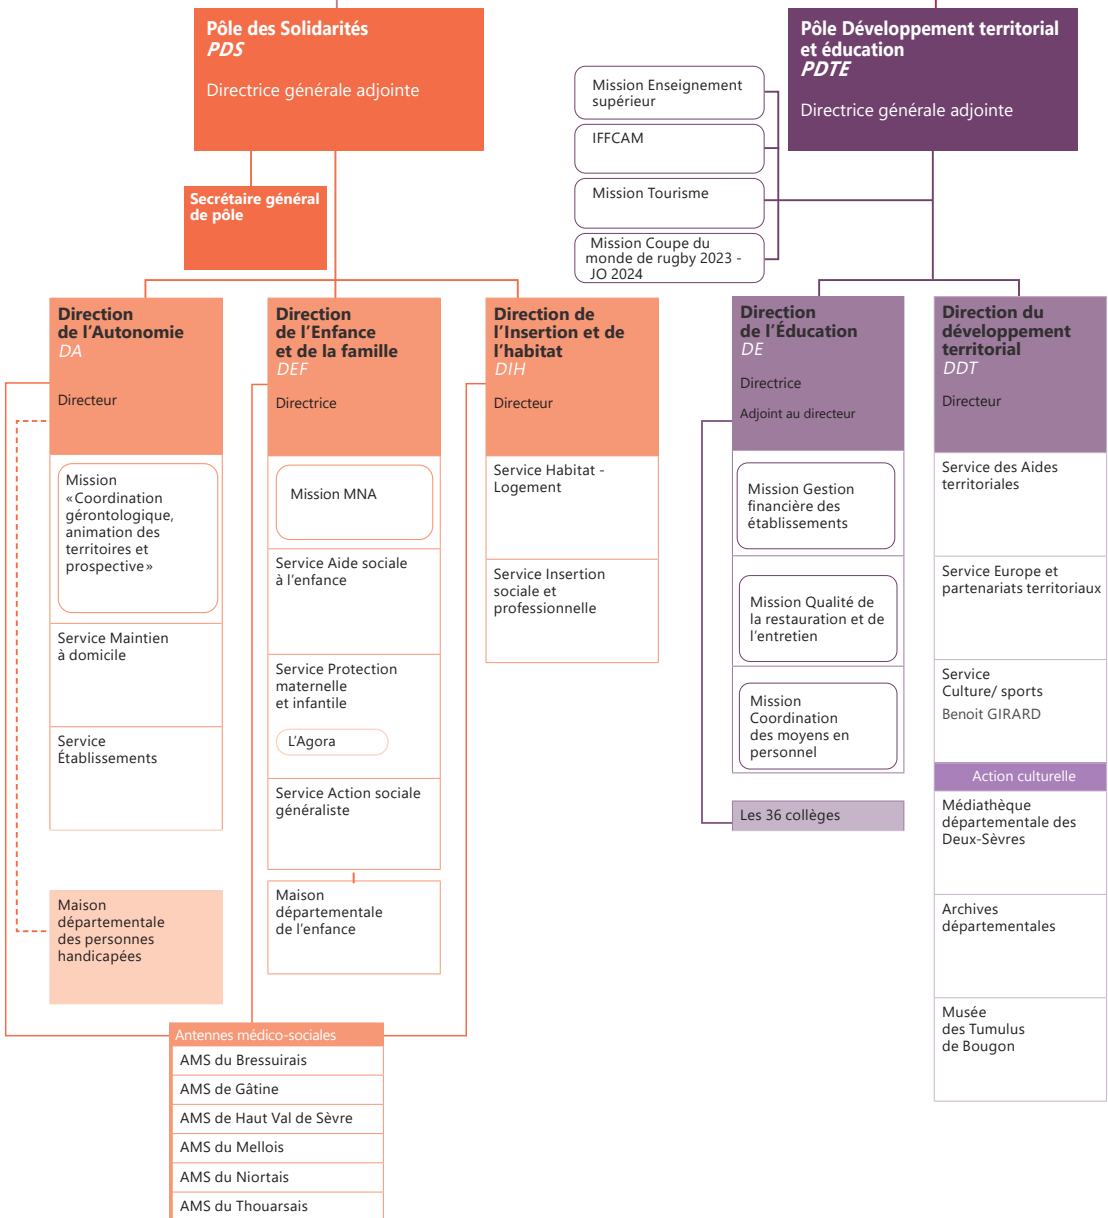 Pôle des Solidarités
PDS
Directrice générale adjointe
Secrétaire général
de pôle
Direction
de l'Autonomie
DA
Directeur
Mission
«Coordination
gérontologique,
animation des
territoires et
prospective»
Service Maintien
à domicile
Service
Établissements
Maison
départementale
des personnes
handicapées
Direction
de l'Enfance
et de la famille
DEF
Directrice
Mission MNA
Service Aide sociale
à l'enfance
Service Protection
maternelle
et infantile
L'Agora
Service Action sociale
généraliste
Maison
départementale
de l'enfance
Direction de
l'Insertion et de
l'habitat
DIH
Directeur
Service Habitat -
Logement
Service Insertion
sociale et
professionnelle
Antennes médico-sociales
AMS du Bressuirais
AMS de Gâtine
AMS de Haut Val de Sèvre
AMS du Mellois
AMS du Niortais
AMS du Thouarsais
Pôle Développement territorial
et éducation
PDTE
Directrice générale adjointe
Mission Enseignement
supérieur
IFFCAM
Mission Tourisme
Mission Coupe du
monde de rugby 2023 -
JO 2024
Direction
de l'Éducation
DE
Directrice
Adjoint au directeur
Mission Gestion
financière des
établissements
Mission Qualité de
la restauration et de
l'entretien
Mission
Coordination
des moyens en
personnel
Les 36 collèges
Direction du
développement
territorial
DDT
Directeur
Service des Aides
territoriales
Service Europe et
partenariats territoriaux
Service
Culture/ sports
Benoit GIRARD
Action culturelle
Médiathèque
départementale des
Deux-Sèvres
Archives
départementales
Musée
des Tumulus
de Bougon